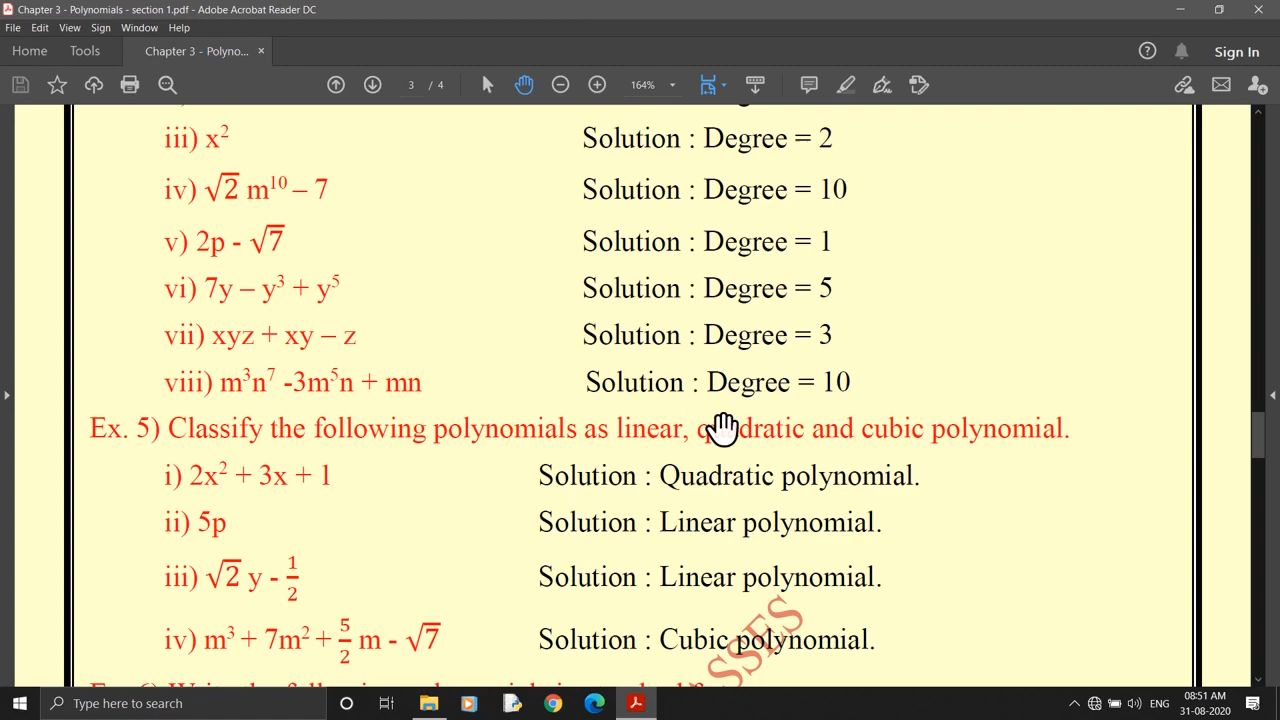 Chapter 3 - Polynomials - section 1.pdf - Adobe Acrobat Reader DC
File Edit View Sign Window Help
Home Tools Chapter 3 - Polyno... × Sign In
3 / 4 164%
iii) x² Solution : Degree = 2
iv) √2 m¹⁰ – 7 Solution : Degree = 10
v) 2p - √7 Solution : Degree = 1
vi) 7y – y³ + y⁵ Solution : Degree = 5
vii) xyz + xy – z Solution : Degree = 3
viii) m³n⁷ -3m⁵n + mn Solution : Degree = 10
Ex. 5) Classify the following polynomials as linear, quadratic and cubic polynomial.
i) 2x² + 3x + 1 Solution : Quadratic polynomial.
ii) 5p Solution : Linear polynomial.
iii) √2 y - 1/2 Solution : Linear polynomial.
iv) m³ + 7m² + 5/2 m - √7 Solution : Cubic polynomial.
SSES
Type here to search ENG 08:51 AM
31-08-2020